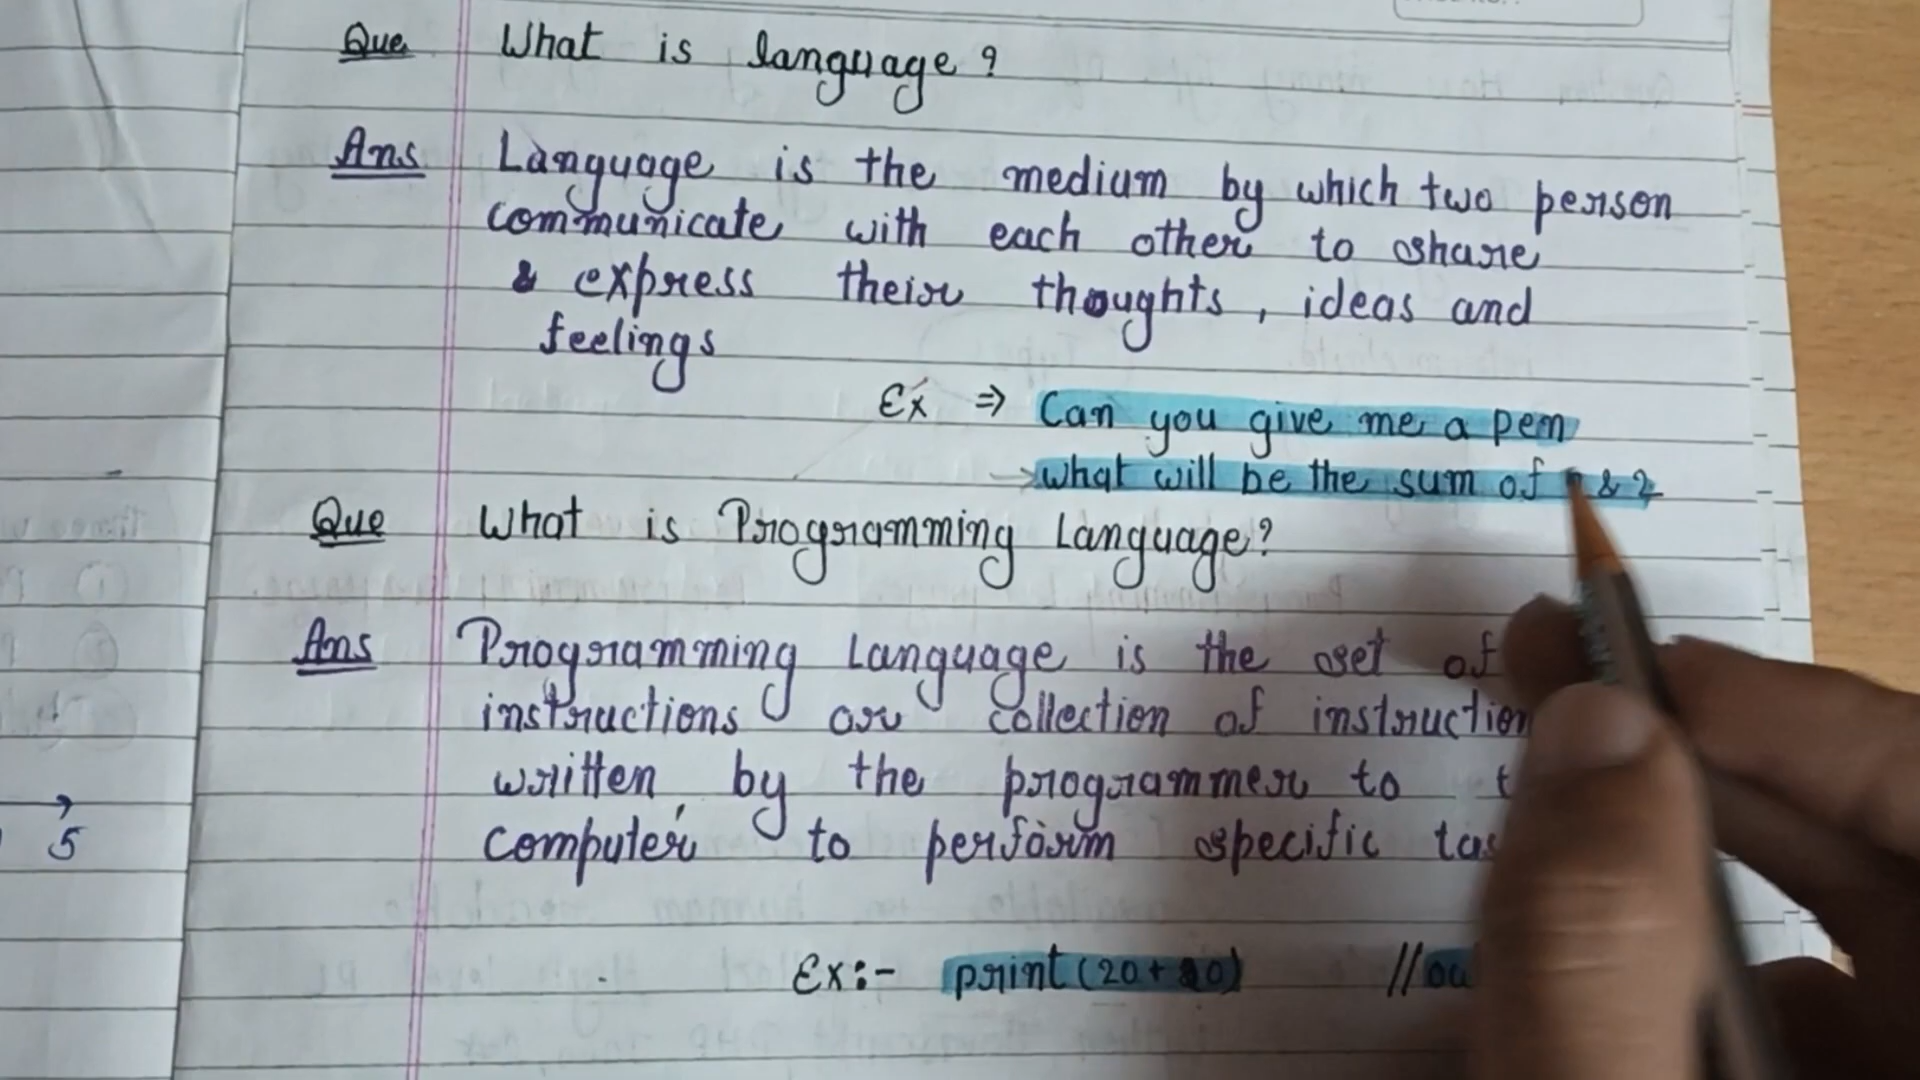 Que What is language?
Ans Language is the medium by which two person
communicate with each other to share
& express their thoughts, ideas and
feelings
Ex ⇒ Can you give me a pen
→ What will be the sum of & 2
Que What is Programming Language?
Ans Programming Language is the set of
instructions or collection of instruction
written by the programmer to
computer to perform specific
Ex:- print(20+20) //
5